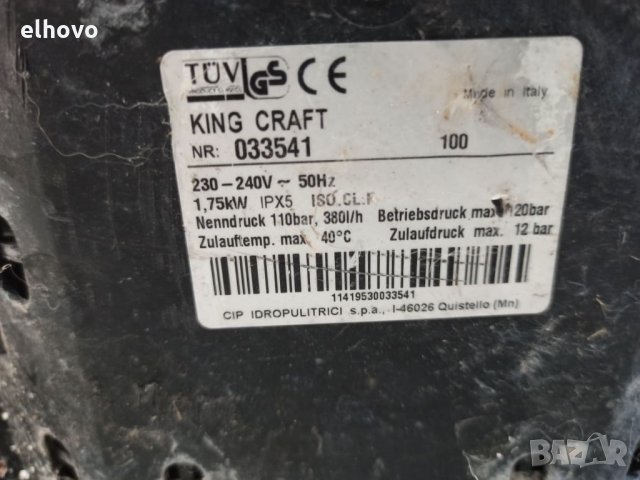 elhovo
TÜV GS CE
Made in Italy
KING CRAFT
NR: 033541 100
230-240V ~ 50Hz
1,75kW IPX5 ISO.CL.F
Nenndruck 110bar, 380l/h Betriebsdruck max 120bar
Zulauftemp. max. 40°C Zulaufdruck max. 12 bar
11419530033541
CIP IDROPULITRICI s.p.a., I-46026 Quistello (Mn)
BAZAR